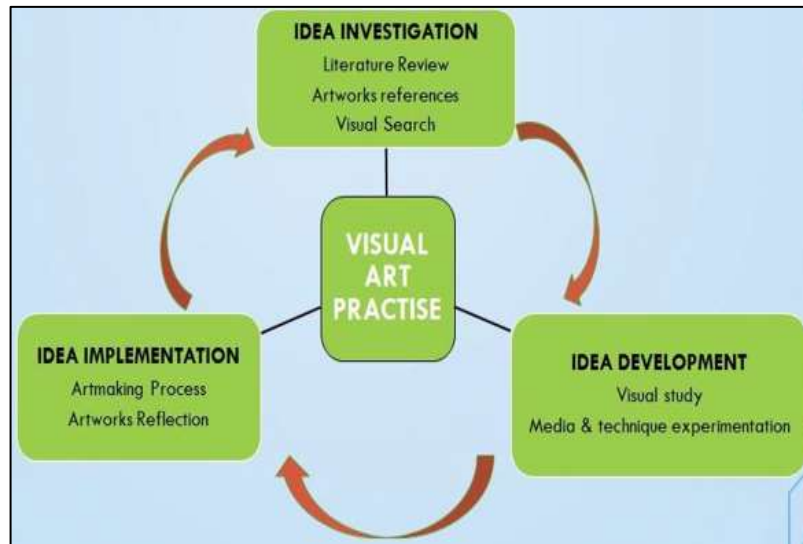 IDEA INVESTIGATION
Literature Review
Artworks references
Visual Search
VISUAL
ART
PRACTISE
IDEA IMPLEMENTATION
Artmaking Process
Artworks Reflection
IDEA DEVELOPMENT
Visual study
Media & technique experimentation